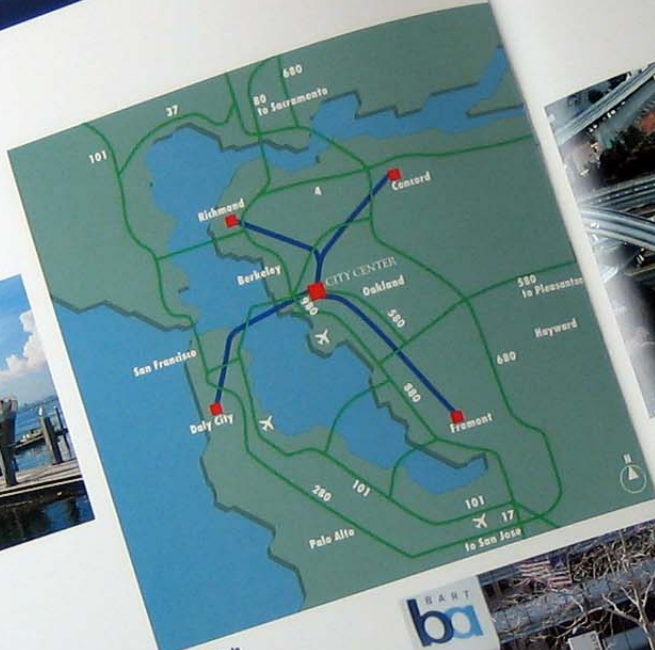 680
80
to Sacramento
37
101
4
Concord
Richmond
Berkeley
CITY CENTER
Oakland
980
580
580
to Pleasanton
Hayward
San Francisco
680
880
Daly City
Fremont
280
101
101
17
to San Jose
Palo Alto
N
BART
ba